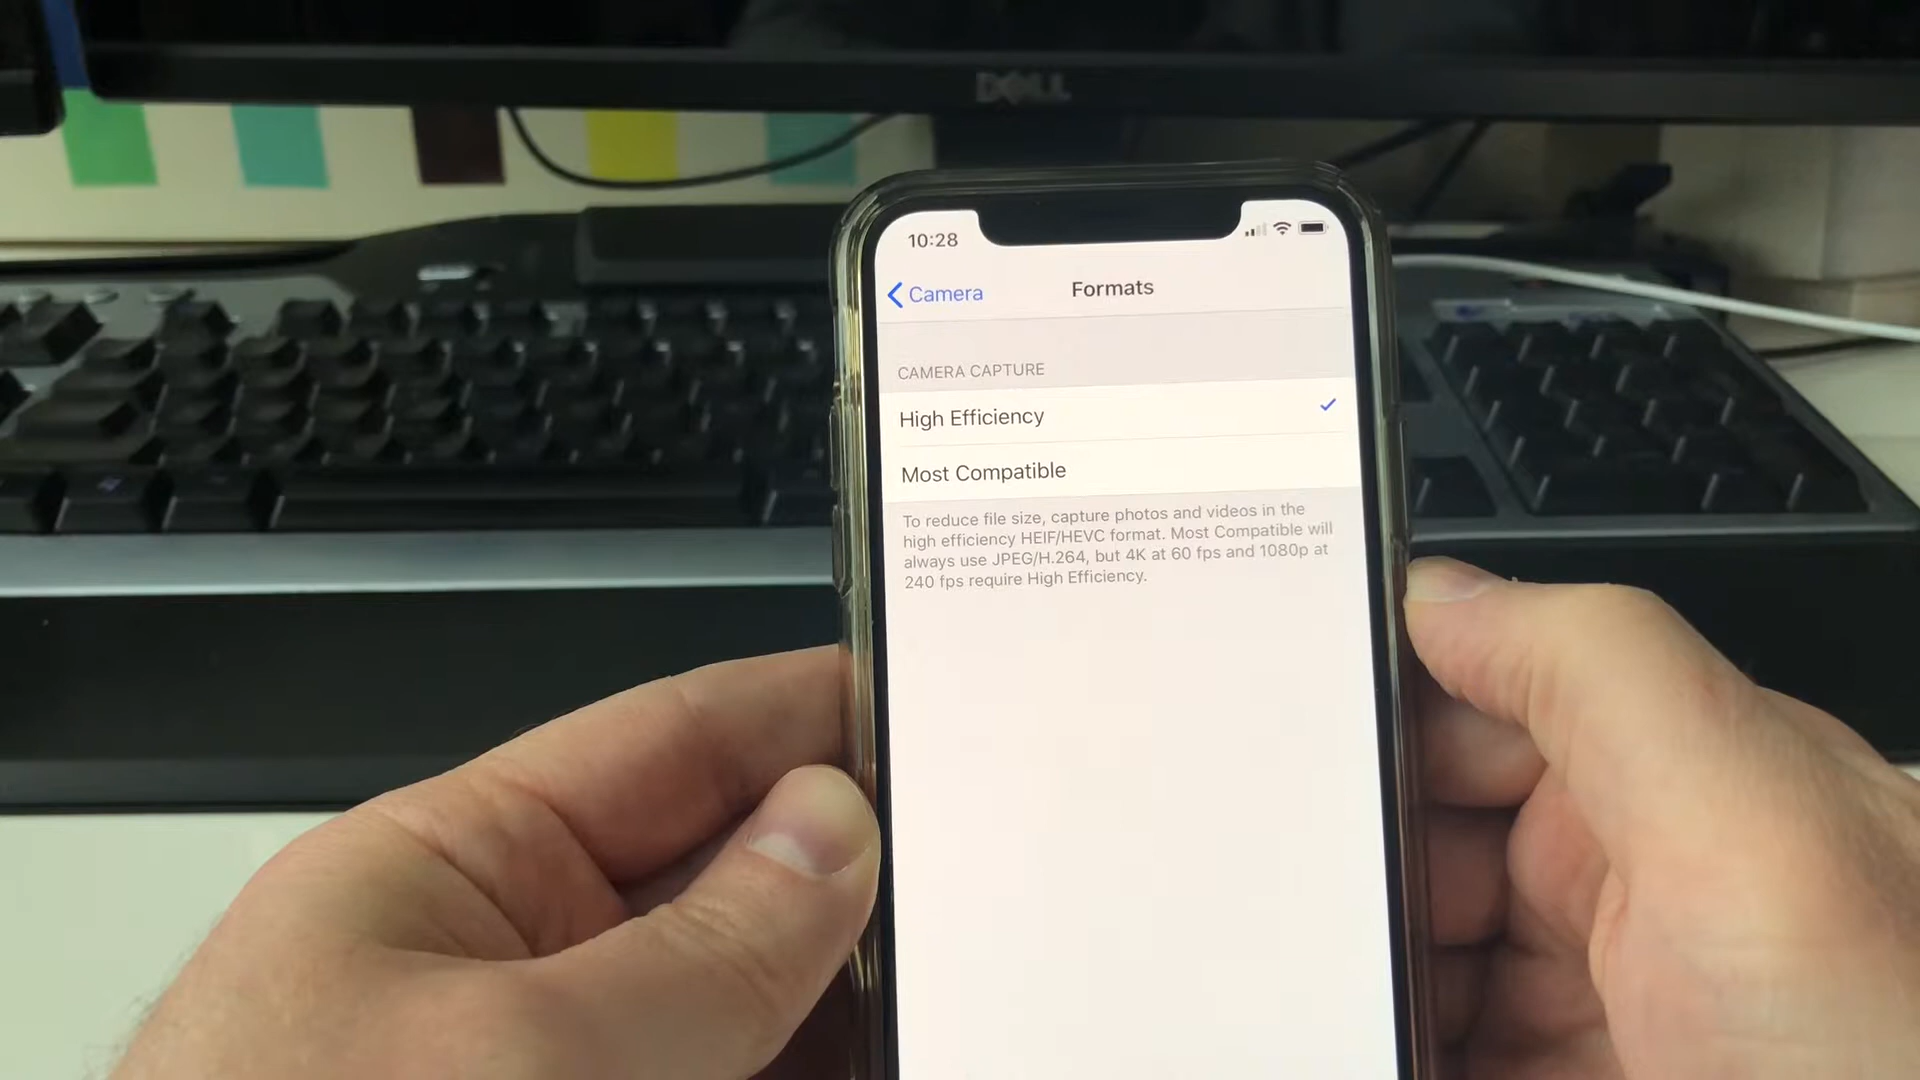 DELL
10:28
Camera
Formats
CAMERA CAPTURE
High Efficiency
Most Compatible
To reduce file size, capture photos and videos in the
high efficiency HEIF/HEVC format. Most Compatible will
always use JPEG/H.264, but 4K at 60 fps and 1080p at
240 fps require High Efficiency.